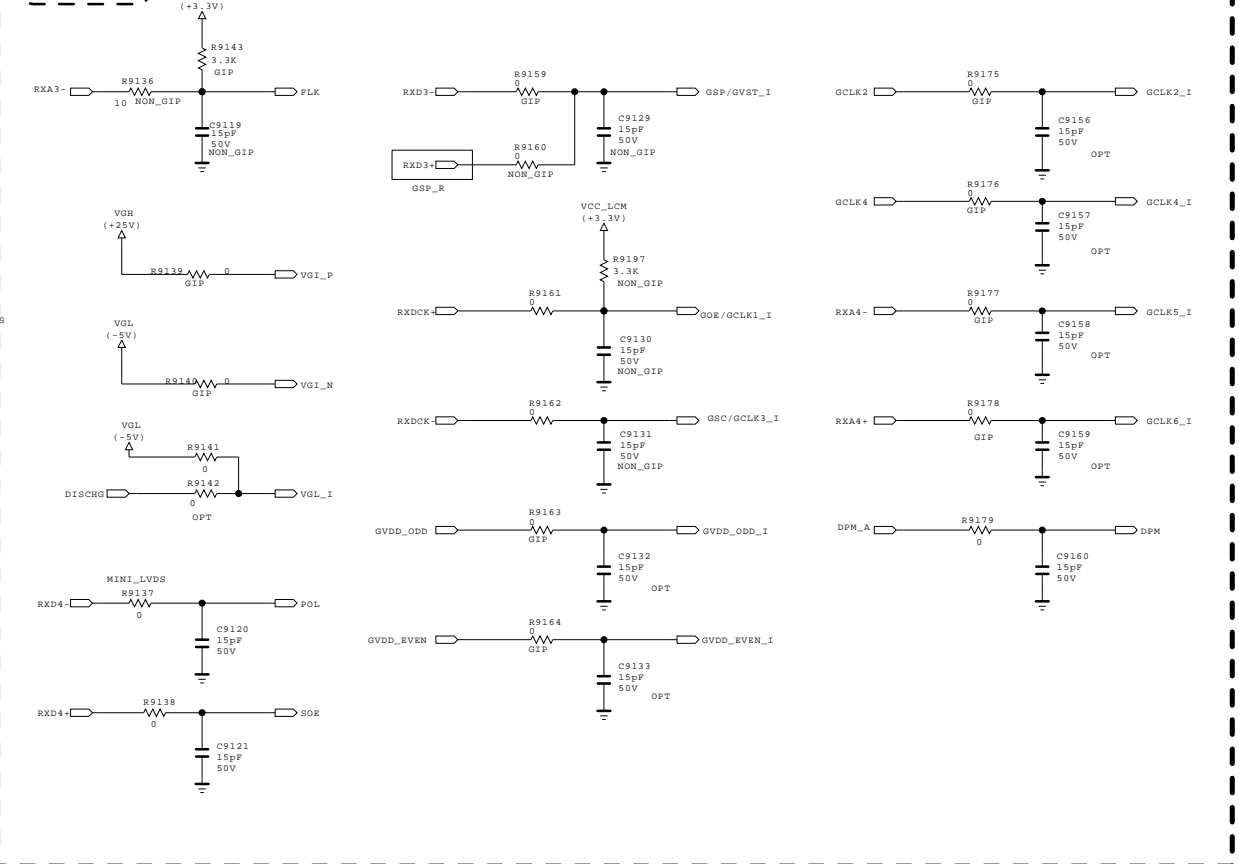 (+3.3V)
R9143
3.3K
GIP
RXA3-
R9136
10 NON_GIP
FLK
C9119
15pF
50V
NON_GIP
VGH
(+25V)
R9139 0
GIP
VGI_P
VGL
(-5V)
R9140 0
GIP
VGI_N
VGL
(-5V)
R9141
0
DISCHG
R9142
0
OPT
VGL_I
MINI_LVDS
RXD4-
R9137
0
POL
C9120
15pF
50V
RXD4+
R9138
0
SOE
C9121
15pF
50V
S
RXD3-
R9159
0
GIP
GSP/GVST_I
C9129
15pF
50V
NON_GIP
RXD3+
R9160
0
NON_GIP
GSP_R
VCC_LCM
(+3.3V)
R9197
3.3K
NON_GIP
RXDCK+
R9161
0
GOE/GCLK1_I
C9130
15pF
50V
NON_GIP
RXDCK-
R9162
0
GSC/GCLK3_I
C9131
15pF
50V
NON_GIP
GVDD_ODD
R9163
0
GIP
GVDD_ODD_I
C9132
15pF
50V
OPT
GVDD_EVEN
R9164
0
GIP
GVDD_EVEN_I
C9133
15pF
50V
OPT
GCLK2
R9175
0
GIP
GCLK2_I
C9156
15pF
50V
OPT
GCLK4
R9176
0
GIP
GCLK4_I
C9157
15pF
50V
OPT
RXA4-
R9177
0
GIP
GCLK5_I
C9158
15pF
50V
OPT
RXA4+
R9178
0
GIP
GCLK6_I
C9159
15pF
50V
OPT
DPM_A
R9179
0
DPM
C9160
15pF
50V